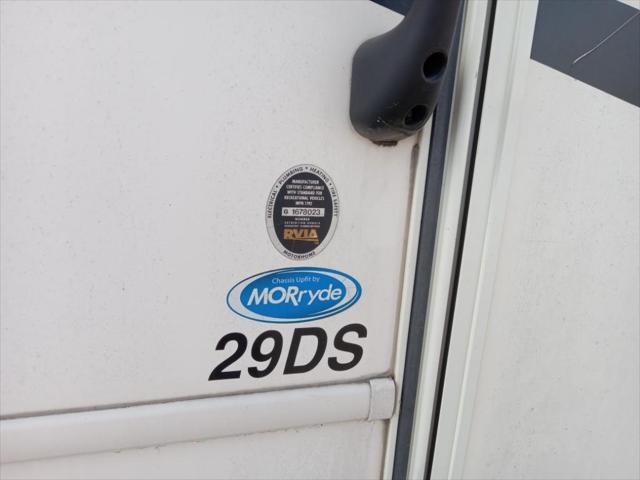 ELECTRICAL • PLUMBING • HEATING • FIRE SAFETY
MANUFACTURER
CERTIFIES COMPLIANCE
WITH STANDARD FOR
RECREATIONAL VEHICLES
NFPA 1192
G 1678023
NUMBER
RVIA
MOTORHOME
Chassis Upfit by
MORryde
29DS